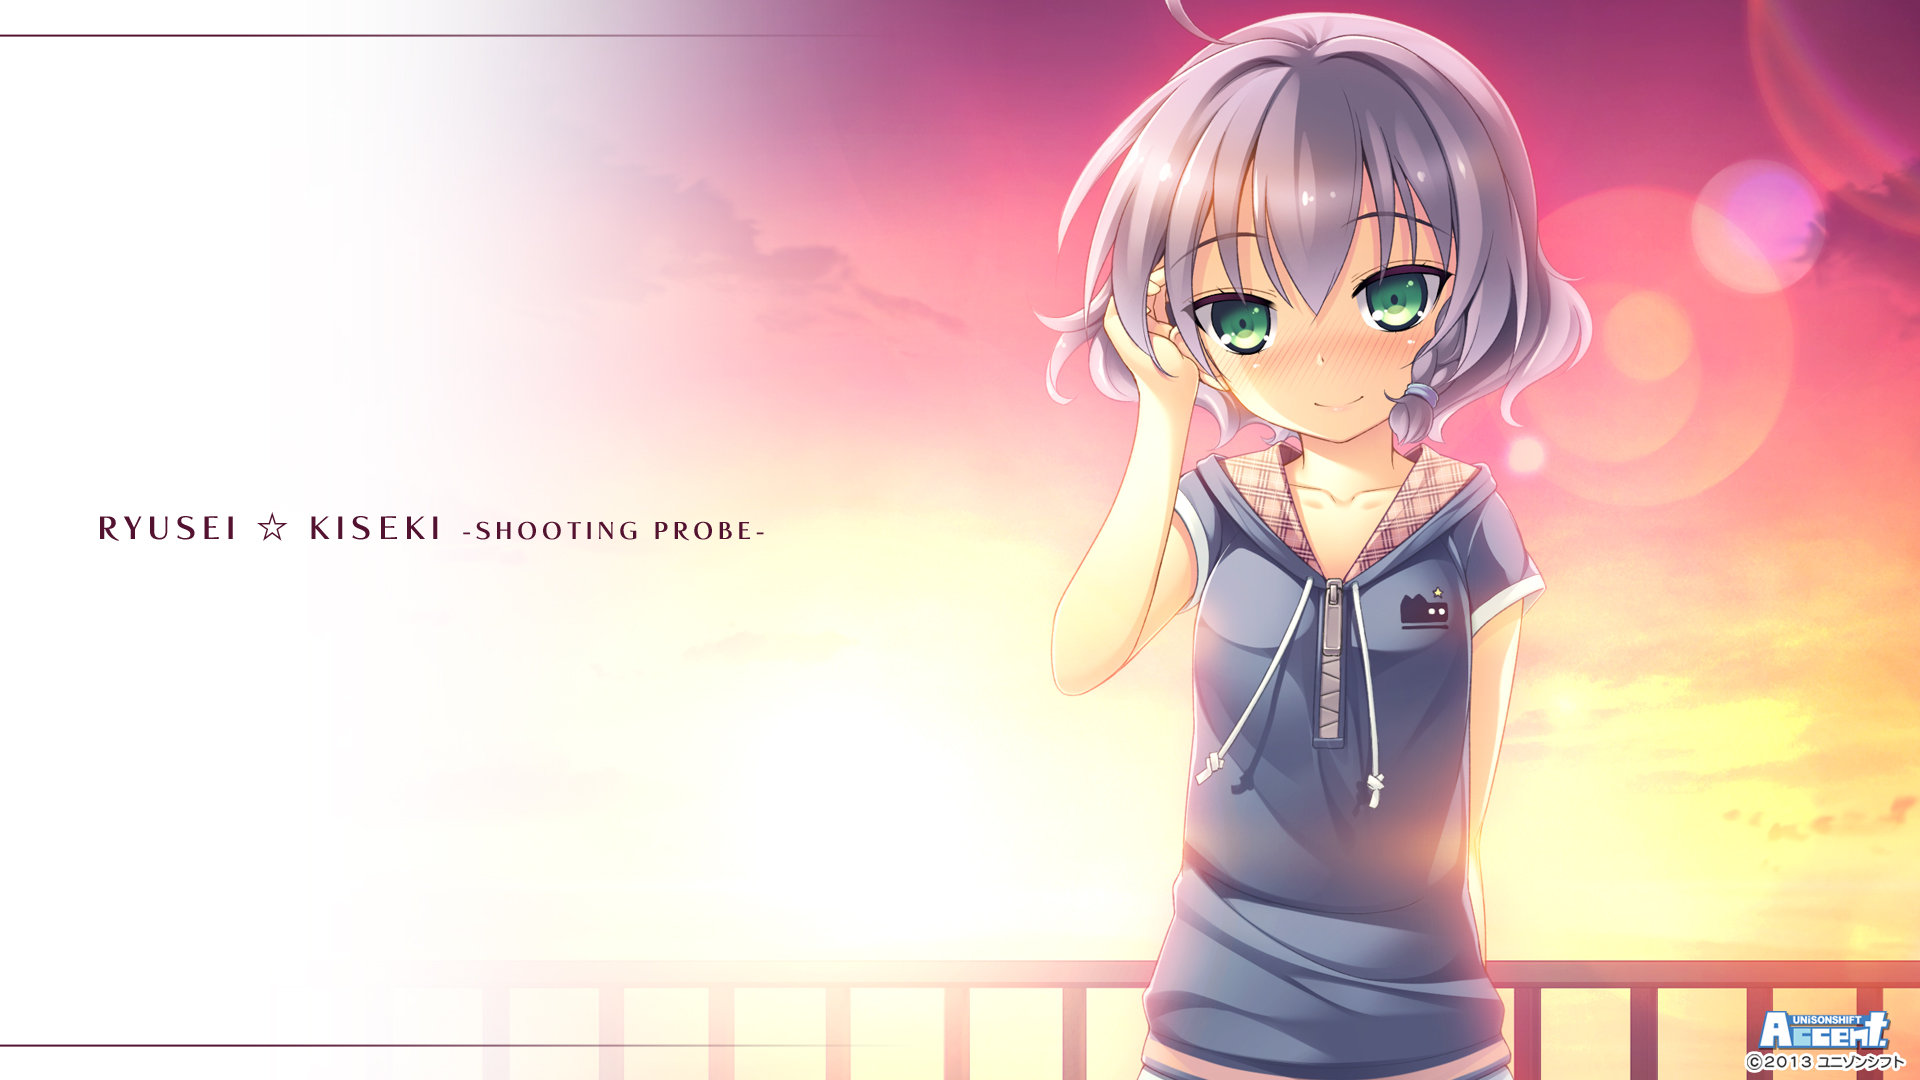 RYUSEI ☆ KISEKI -SHOOTING PROBE-
UNiSONSHIFT
Accent.
©2013 ユニゾンシフト